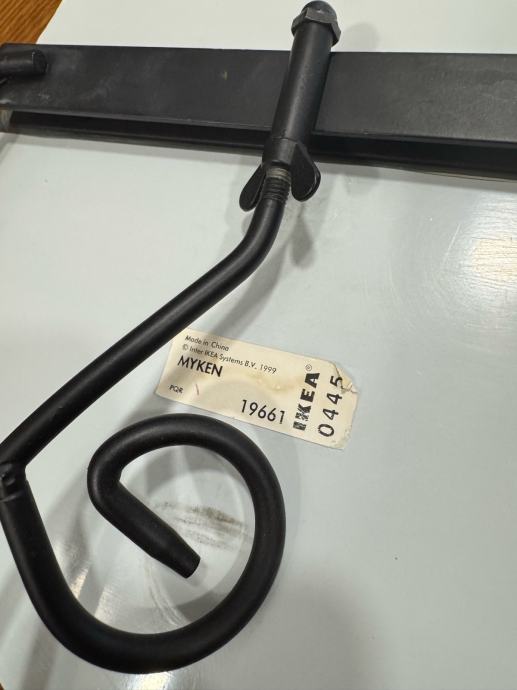 Made in China
© Inter IKEA Systems B.V. 1999
MYKEN
PQR
19661
IKEA®
0445